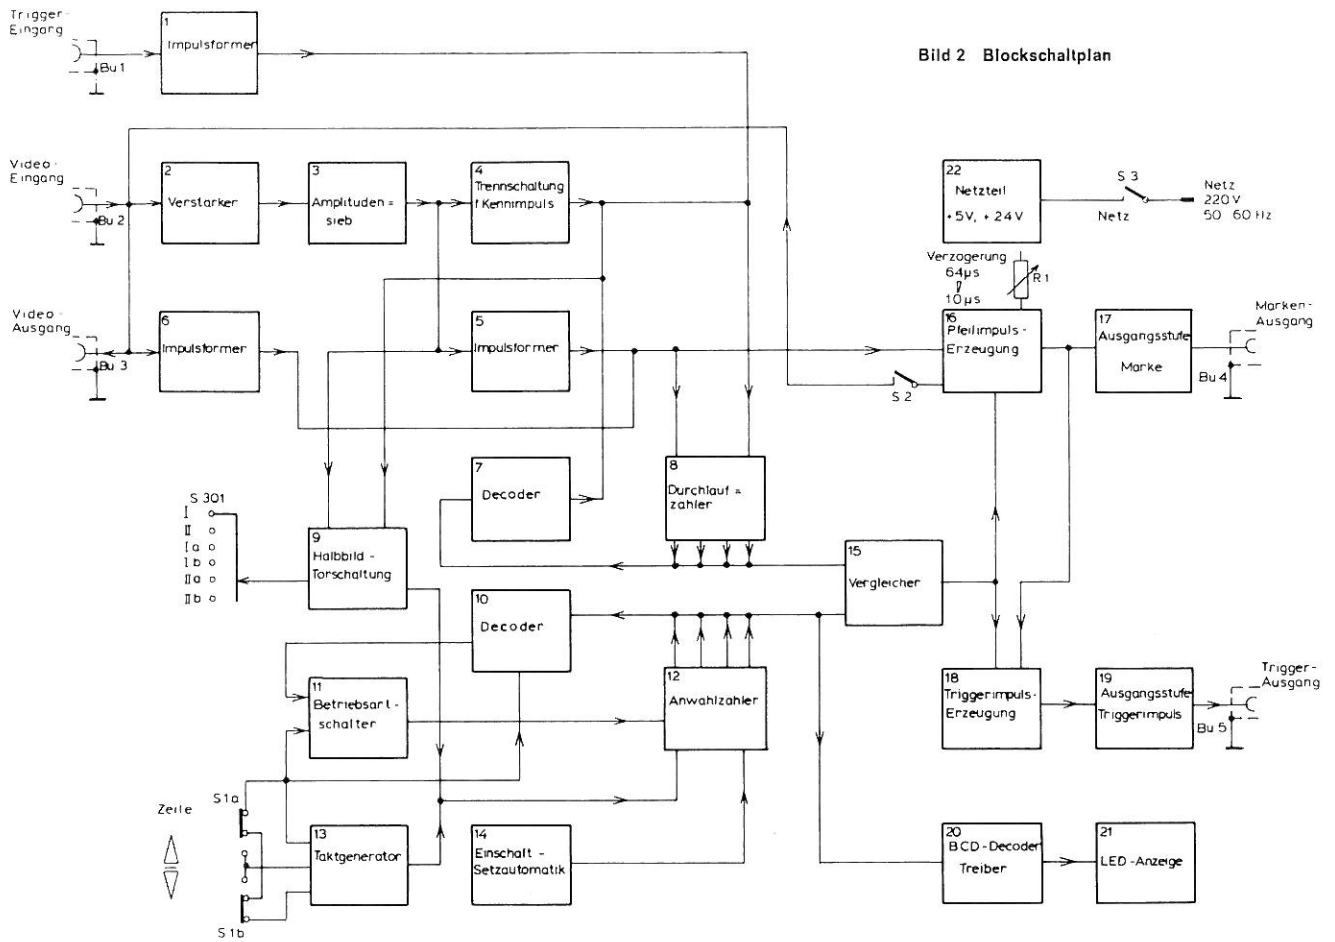 Trigger-
Eingang
Bu 1
1
Impulsformer
Bild 2 Blockschaltplan
Video-
Eingang
Bu 2
2
Verstarker
3
Amplituden=
sieb
4
Trennschaltung
f Kennimpuls
22
Netzteil
+5V, +24V
S 3
Netz
Netz
220 V
50 60 Hz
Verzogerung
64µs
10µs
R 1
Video-
Ausgang
Bu 3
6
Impulsformer
5
Impulsformer
S 2
16
Pfeilimpuls-
Erzeugung
17
Ausgangsstufe
Marke
Marken-
Ausgang
Bu 4
7
Decoder
8
Durchlauf=
zahler
S 301
I
II
Ia
Ib
IIa
IIb
9
Halbbild-
Torschaltung
15
Vergleicher
10
Decoder
11
Betriebsart-
schalter
12
Anwahlzahler
18
Triggerimpuls-
Erzeugung
19
Ausgangsstufe
Triggerimpuls
Trigger-
Ausgang
Bu 5
Zeile
S1a
S1b
13
Taktgenerator
14
Einschalt-
Setzautomatik
20
BCD-Decoder
Treiber
21
LED-Anzeige